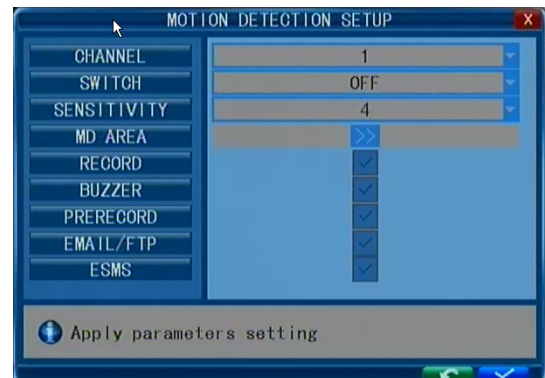 MOTION DETECTION SETUP X
CHANNEL 1
SWITCH OFF
SENSITIVITY 4
MD AREA >>
RECORD
BUZZER
PRERECORD
EMAIL/FTP
ESMS
Apply parameters setting